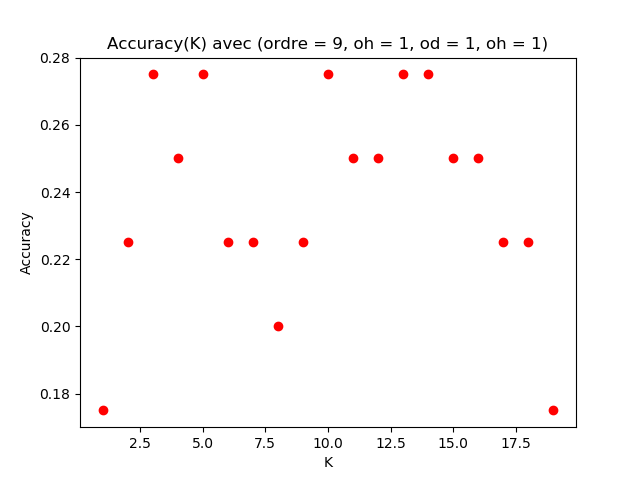 Accuracy(K) avec (ordre = 9, oh = 1, od = 1, oh = 1)
0.28
0.26
0.24
0.22
0.20
0.18
Accuracy
2.5 5.0 7.5 10.0 12.5 15.0 17.5
K